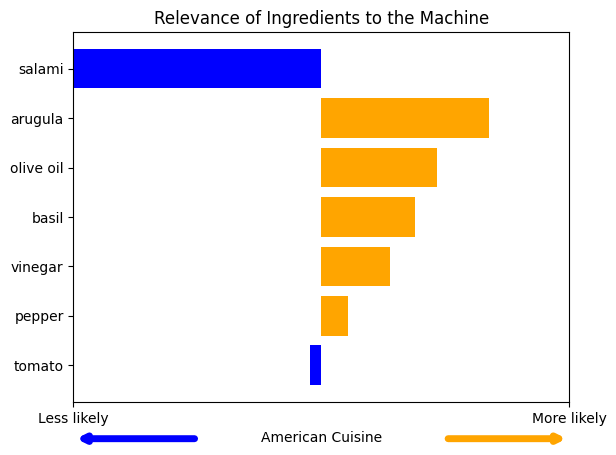 Relevance of Ingredients to the Machine
salami
arugula
olive oil
basil
vinegar
pepper
tomato
Less likely More likely
American Cuisine